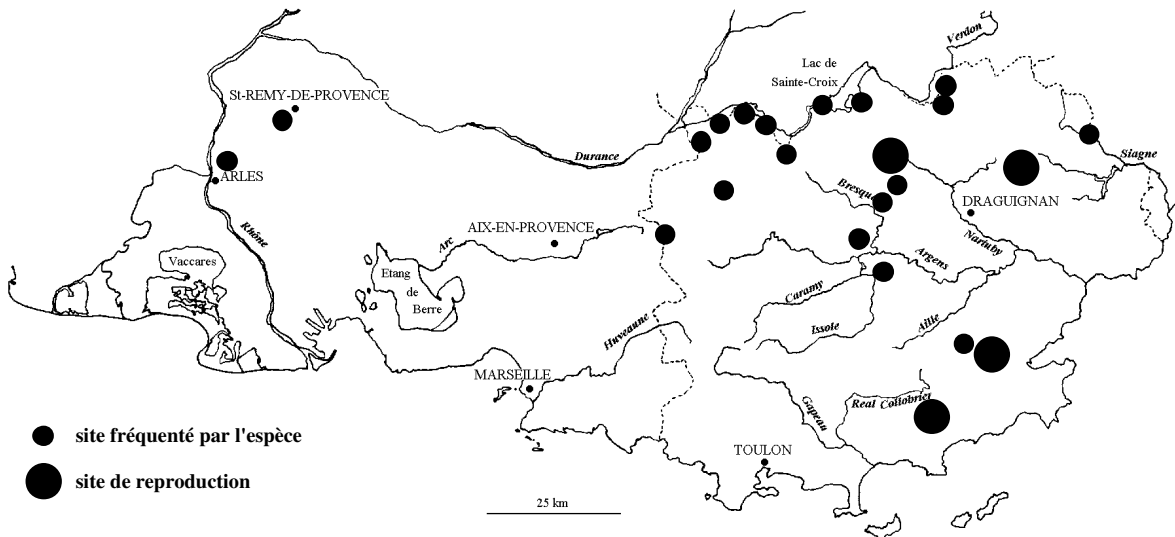 Verdon
Lac de
Sainte-Croix
St-REMY-DE-PROVENCE
Durance
Siagne
ARLES
Bresque
DRAGUIGNAN
Rhône
AIX-EN-PROVENCE
Arc
Nartuby
Argens
Vaccares
Etang
de
Berre
Caramy
Issole
Aille
Huveaune
MARSEILLE
Real Collobrier
Gapeau
site fréquenté par l'espèce
TOULON
site de reproduction
25 km